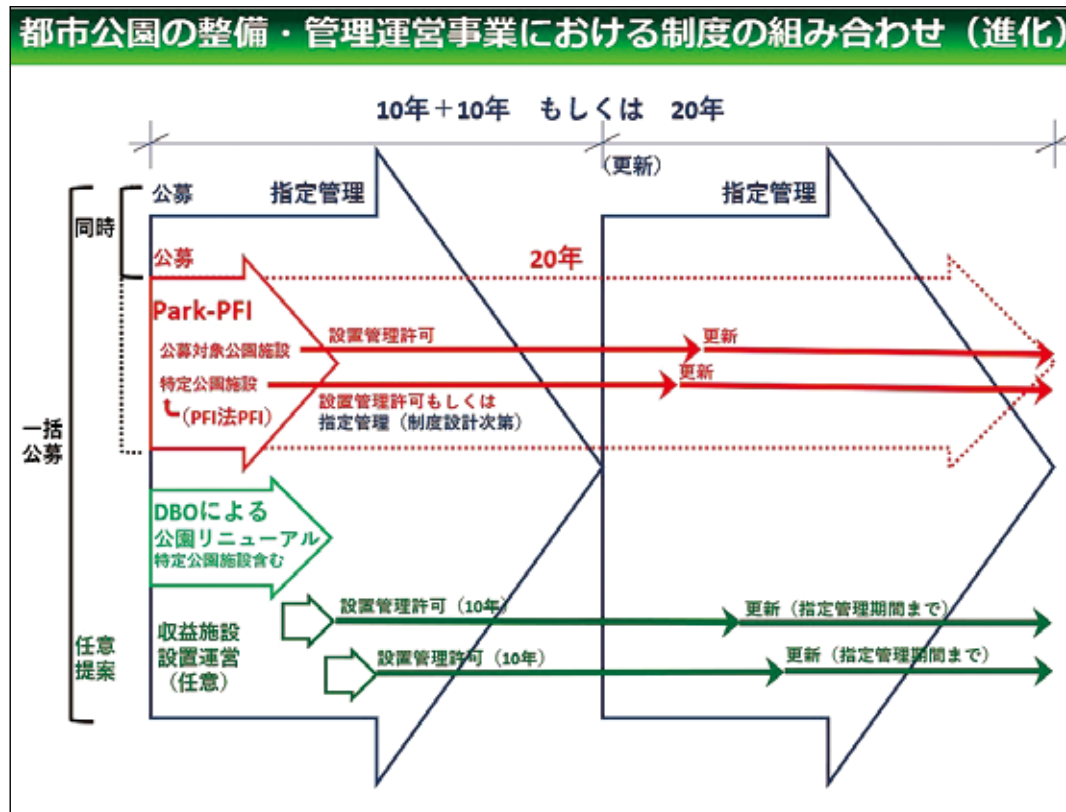 都市公園の整備・管理運営事業における制度の組み合わせ（進化）
10年＋10年　もしくは　20年
（更新）
公募
指定管理
指定管理
同時
公募
20年
Park-PFI
設置管理許可
更新
公募対象公園施設
特定公園施設
更新
（PFI法PFI）
設置管理許可もしくは
指定管理（制度設計次第）
一括
公募
DBOによる
公園リニューアル
特定公園施設含む
設置管理許可（10年）
更新（指定管理期間まで）
収益施設
設置運営
（任意）
任意
提案
設置管理許可（10年）
更新（指定管理期間まで）